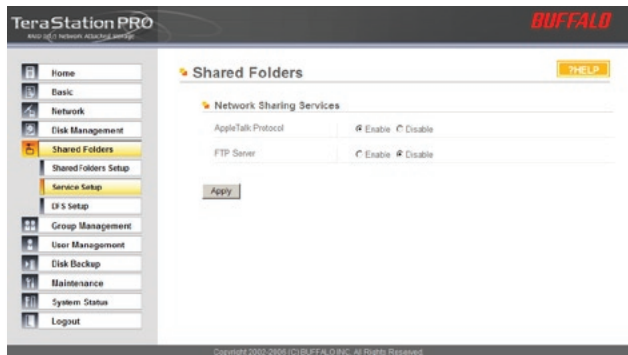 TeraStation PRO
BUFFALO
Home
Basic
Network
Disk Management
Shared Folders
Shared Folders Setup
Service Setup
DFS Setup
Group Management
User Management
Disk Backup
Maintenance
System Status
Logout
Shared Folders
?HELP
Network Sharing Services
AppleTalk Protocol
Enable Disable
FTP Server
Enable Disable
Apply
Copyright 2002-2006 (C) BUFFALO INC. All Rights Reserved.